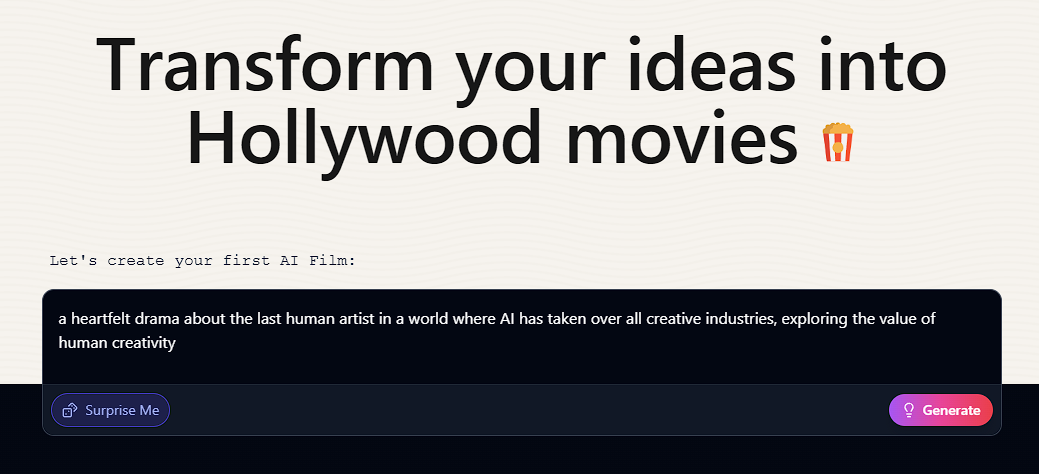 Transform your ideas into
Hollywood movies 🍿
Let's create your first AI Film:
a heartfelt drama about the last human artist in a world where AI has taken over all creative industries, exploring the value of
human creativity
Surprise Me
Generate